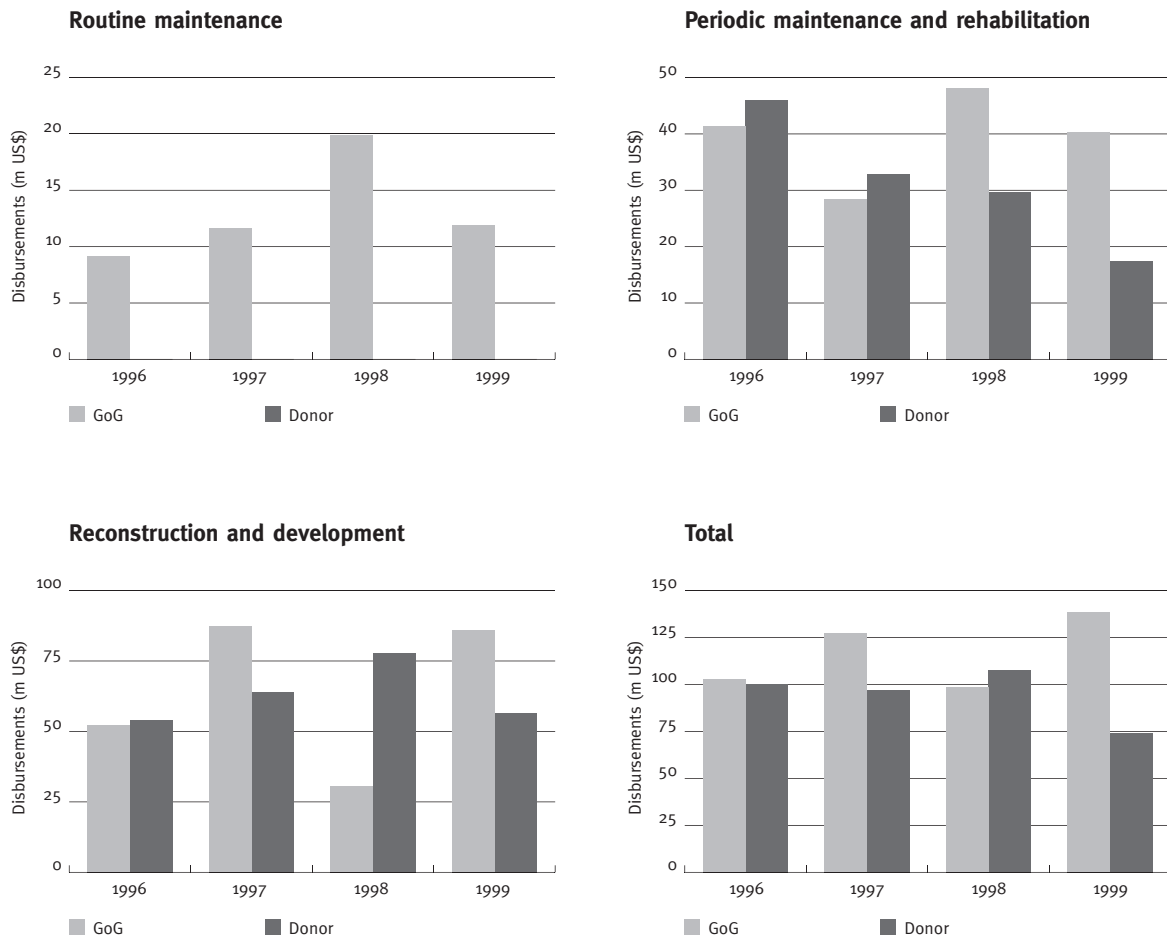 Routine maintenance
Disbursements (m US$)
25
20
15
10
5
0
1996 1997 1998 1999
GoG Donor
Periodic maintenance and rehabilitation
Disbursements (m US$)
50
40
30
20
10
0
1996 1997 1998 1999
GoG Donor
Reconstruction and development
Disbursements (m US$)
100
75
50
25
0
1996 1997 1998 1999
GoG Donor
Total
Disbursements (m US$)
150
125
100
75
50
25
0
1996 1997 1998 1999
GoG Donor